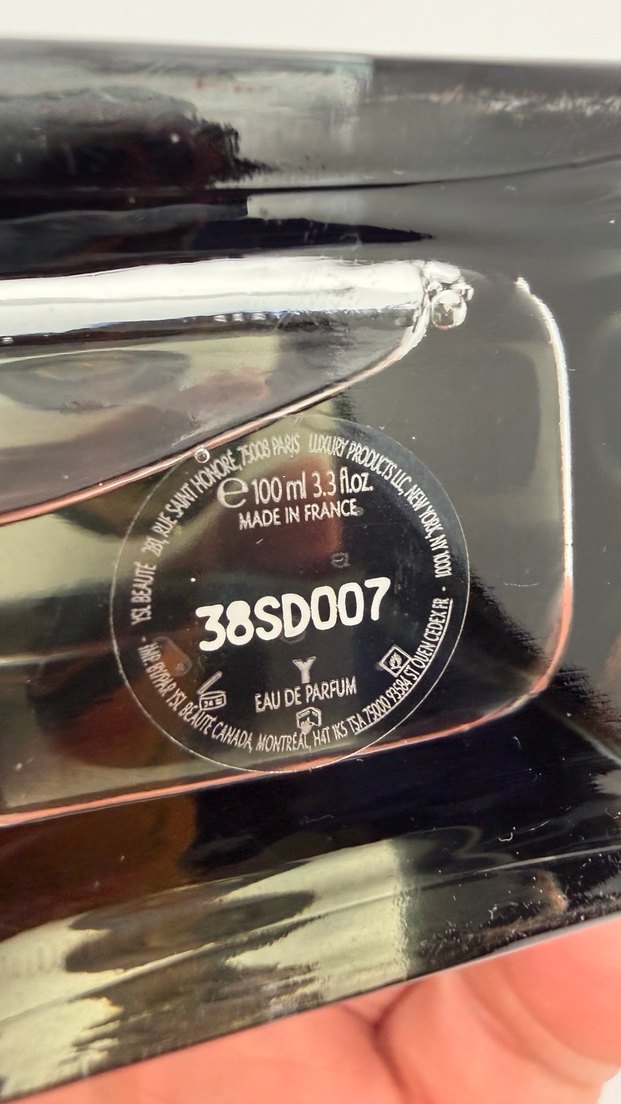 YSL BEAUTÉ 281, RUE SAINT HONORÉ, 75008 PARIS LUXURY PRODUCTS LLC, NEW YORK, NY 10001.
e 100 ml 3.3 fl.oz.
MADE IN FRANCE
38SD007
Y
EAU DE PARFUM
YSL BEAUTÉ CANADA, MONTRÉAL, H4T 1K5 TSA 75000 93584 ST OUEN CEDEX FR